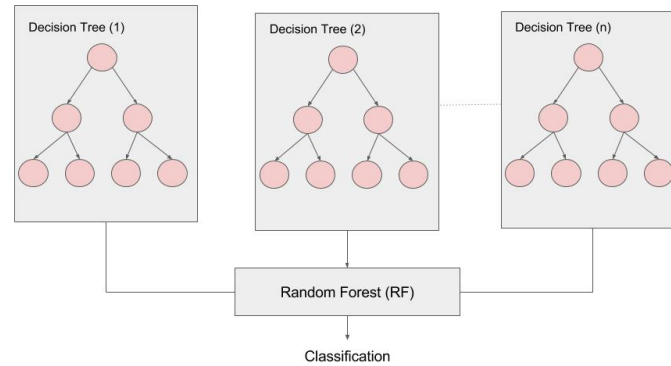 Decision Tree (1)
Decision Tree (2)
Decision Tree (n)
Random Forest (RF)
Classification